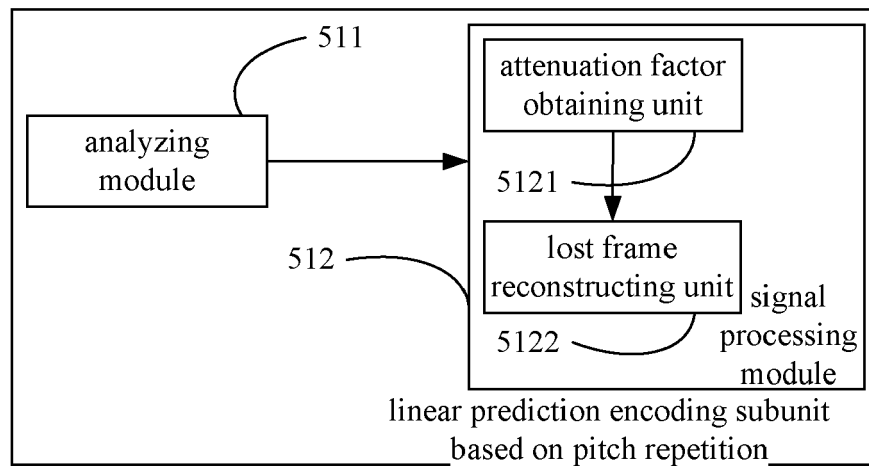 511
analyzing
module
attenuation factor
obtaining unit
5121
512
lost frame
reconstructing unit
5122
signal
processing
module
linear prediction encoding subunit
based on pitch repetition